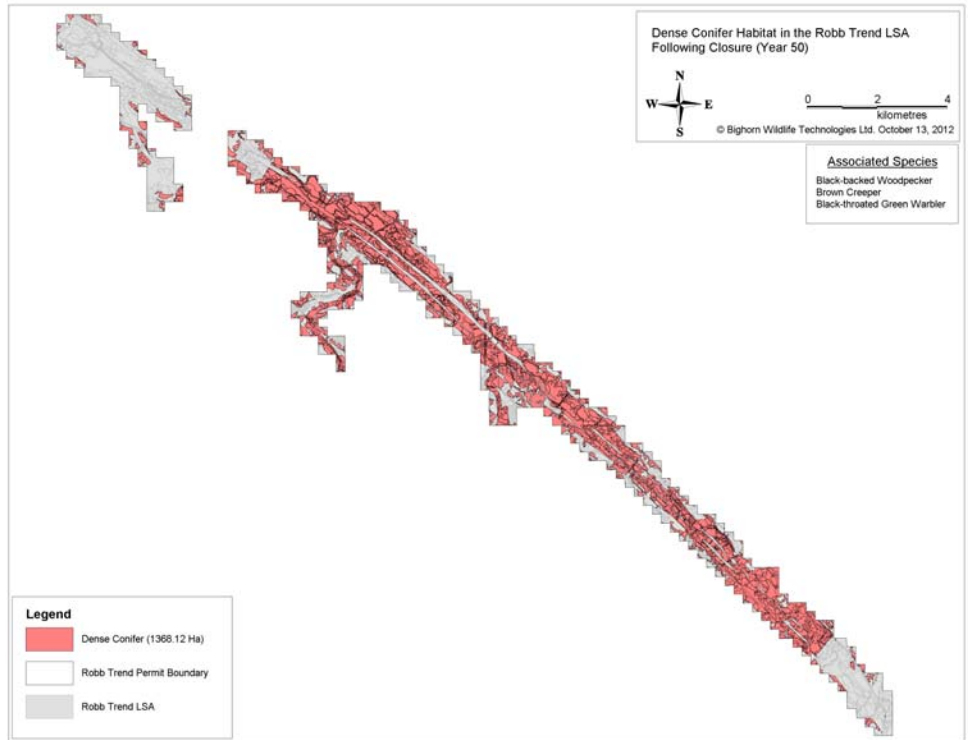 Dense Conifer Habitat in the Robb Trend LSA
Following Closure (Year 50)
N
W E
S
0 2 4
kilometres
© Bighorn Wildlife Technologies Ltd. October 13, 2012
Associated Species
Black-backed Woodpecker
Brown Creeper
Black-throated Green Warbler
Legend
Dense Conifer (1368.12 Ha)
Robb Trend Permit Boundary
Robb Trend LSA